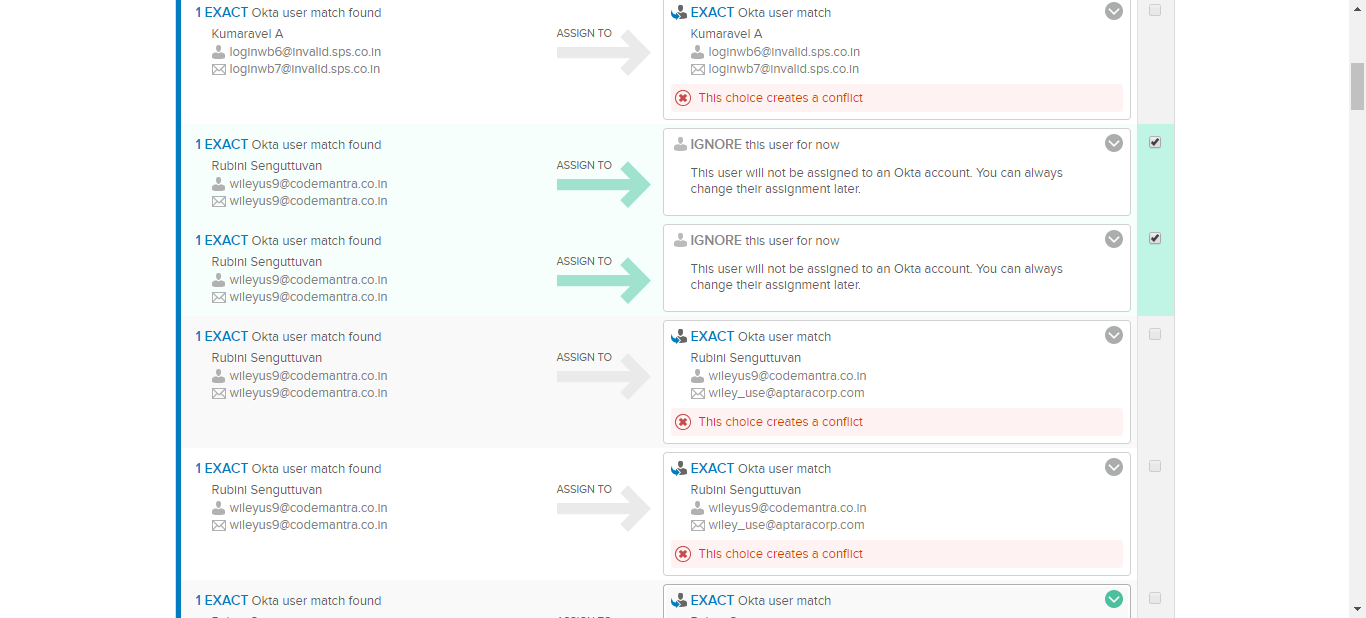 1 EXACT Okta user match found
Kumaravel A
loginwb6@invalid.sps.co.in
loginwb7@invalid.sps.co.in
ASSIGN TO
EXACT Okta user match
Kumaravel A
loginwb6@invalid.sps.co.in
loginwb7@invalid.sps.co.in
This choice creates a conflict
1 EXACT Okta user match found
Rubini Senguttuvan
wileyus9@codemantra.co.in
wileyus9@codemantra.co.in
ASSIGN TO
IGNORE this user for now
This user will not be assigned to an Okta account. You can always
change their assignment later.
1 EXACT Okta user match found
Rubini Senguttuvan
wileyus9@codemantra.co.in
wileyus9@codemantra.co.in
ASSIGN TO
IGNORE this user for now
This user will not be assigned to an Okta account. You can always
change their assignment later.
1 EXACT Okta user match found
Rubini Senguttuvan
wileyus9@codemantra.co.in
wileyus9@codemantra.co.in
ASSIGN TO
EXACT Okta user match
Rubini Senguttuvan
wileyus9@codemantra.co.in
wiley_use@aptaracorp.com
This choice creates a conflict
1 EXACT Okta user match found
Rubini Senguttuvan
wileyus9@codemantra.co.in
wileyus9@codemantra.co.in
ASSIGN TO
EXACT Okta user match
Rubini Senguttuvan
wileyus9@codemantra.co.in
wiley_use@aptaracorp.com
This choice creates a conflict
1 EXACT Okta user match found
EXACT Okta user match